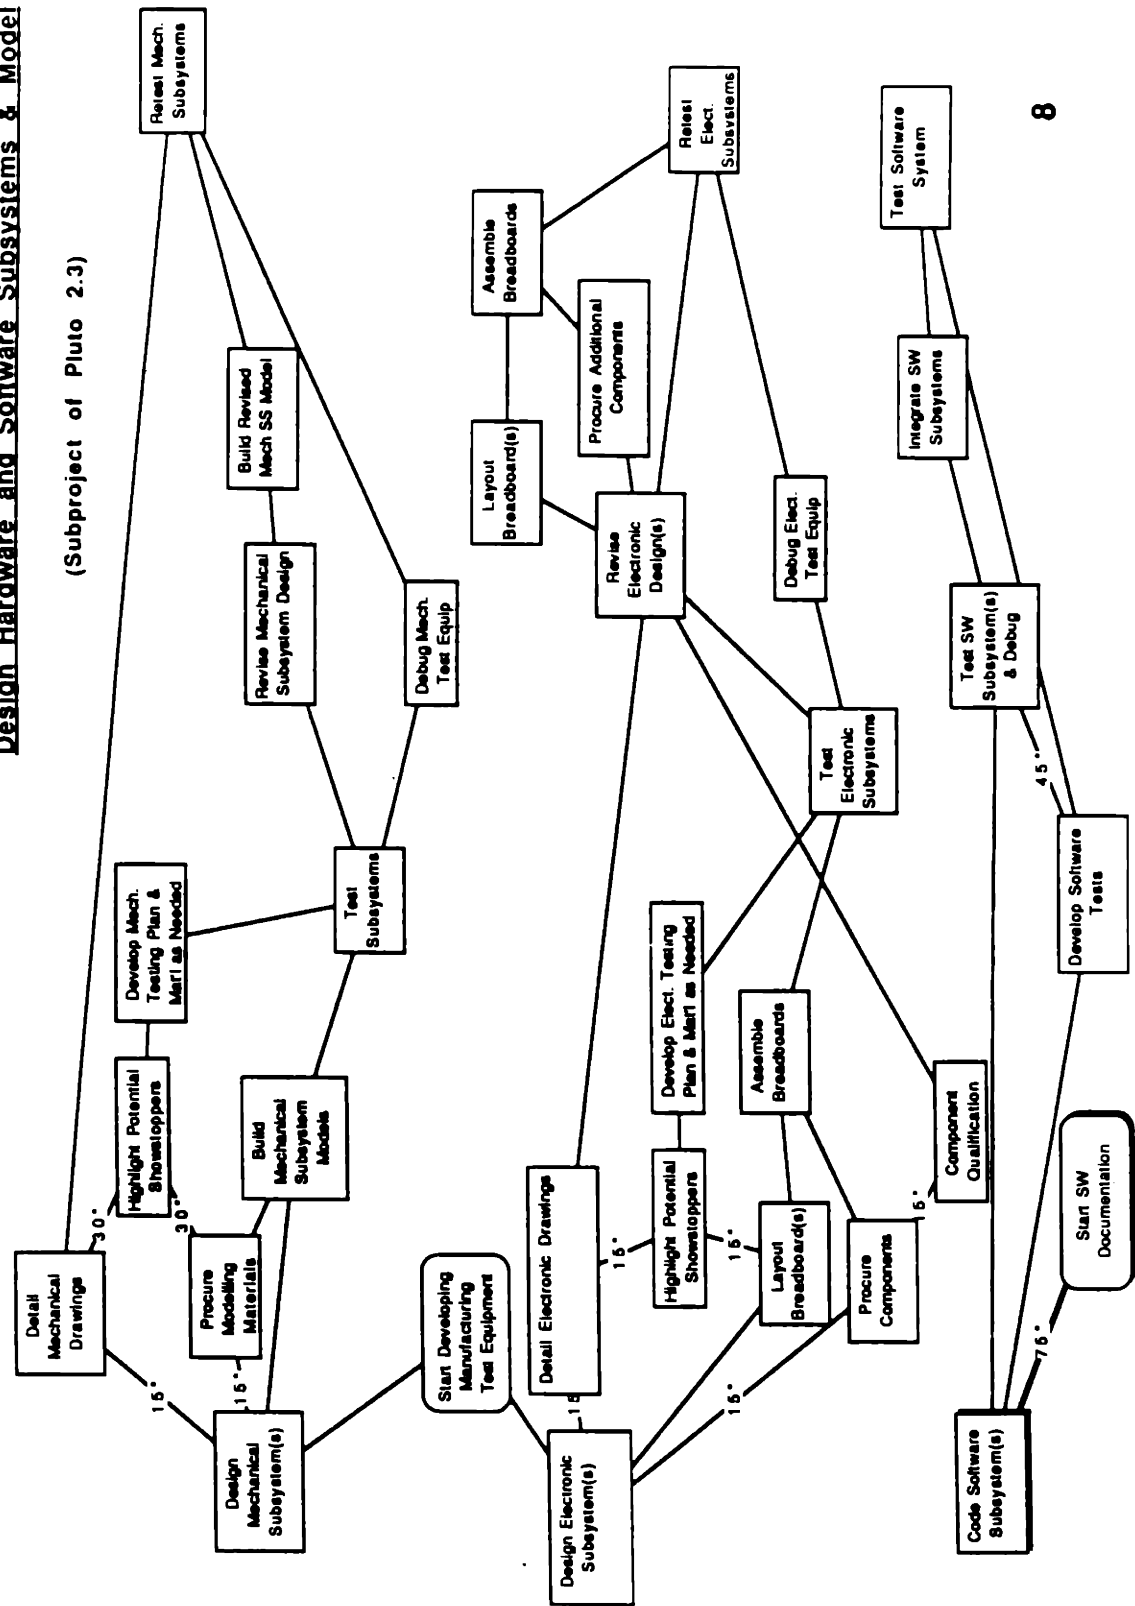 Design Hardware and Software Subsystems & Model
(Subproject of Pluto 2.3)
Detail
Mechanical
Drawings
Highlight Potential
Showstoppers
Develop Mech.
Testing Plan &
Mat'l as Needed
Retest Mech.
Subsystems
30*
30*
15*
15*
Procure
Modelling
Materials
Design
Mechanical
Subsystem(s)
Build
Mechanical
Subsystem
Models
Test
Subsystems
Revise Mechanical
Subsystem Design
Build Revised
Mech SS Model
Debug Mech.
Test Equip
Start Developing
Manufacturing
Test Equipment
Design Electronic
Subsystem(s)
15
Detail Electronic Drawings
15*
Highlight Potential
Showstoppers
15*
Develop Elect. Testing
Plan & Mat'l as Needed
Layout
Breadboard(s)
Assemble
Breadboards
15*
Procure
Components
15*
Component
Qualification
Test
Electronic
Subsystems
Revise
Electronic
Design(s)
Layout
Breadboard(s)
Procure Additional
Components
Assemble
Breadboards
Debug Elect.
Test Equip
Retest
Elect.
Subsystems
Code Software
Subsystem(s)
75*
Start SW
Documentation
Develop Software
Tests
45*
Test SW
Subsystem(s)
& Debug
Integrate SW
Subsystems
Test Software
System
8